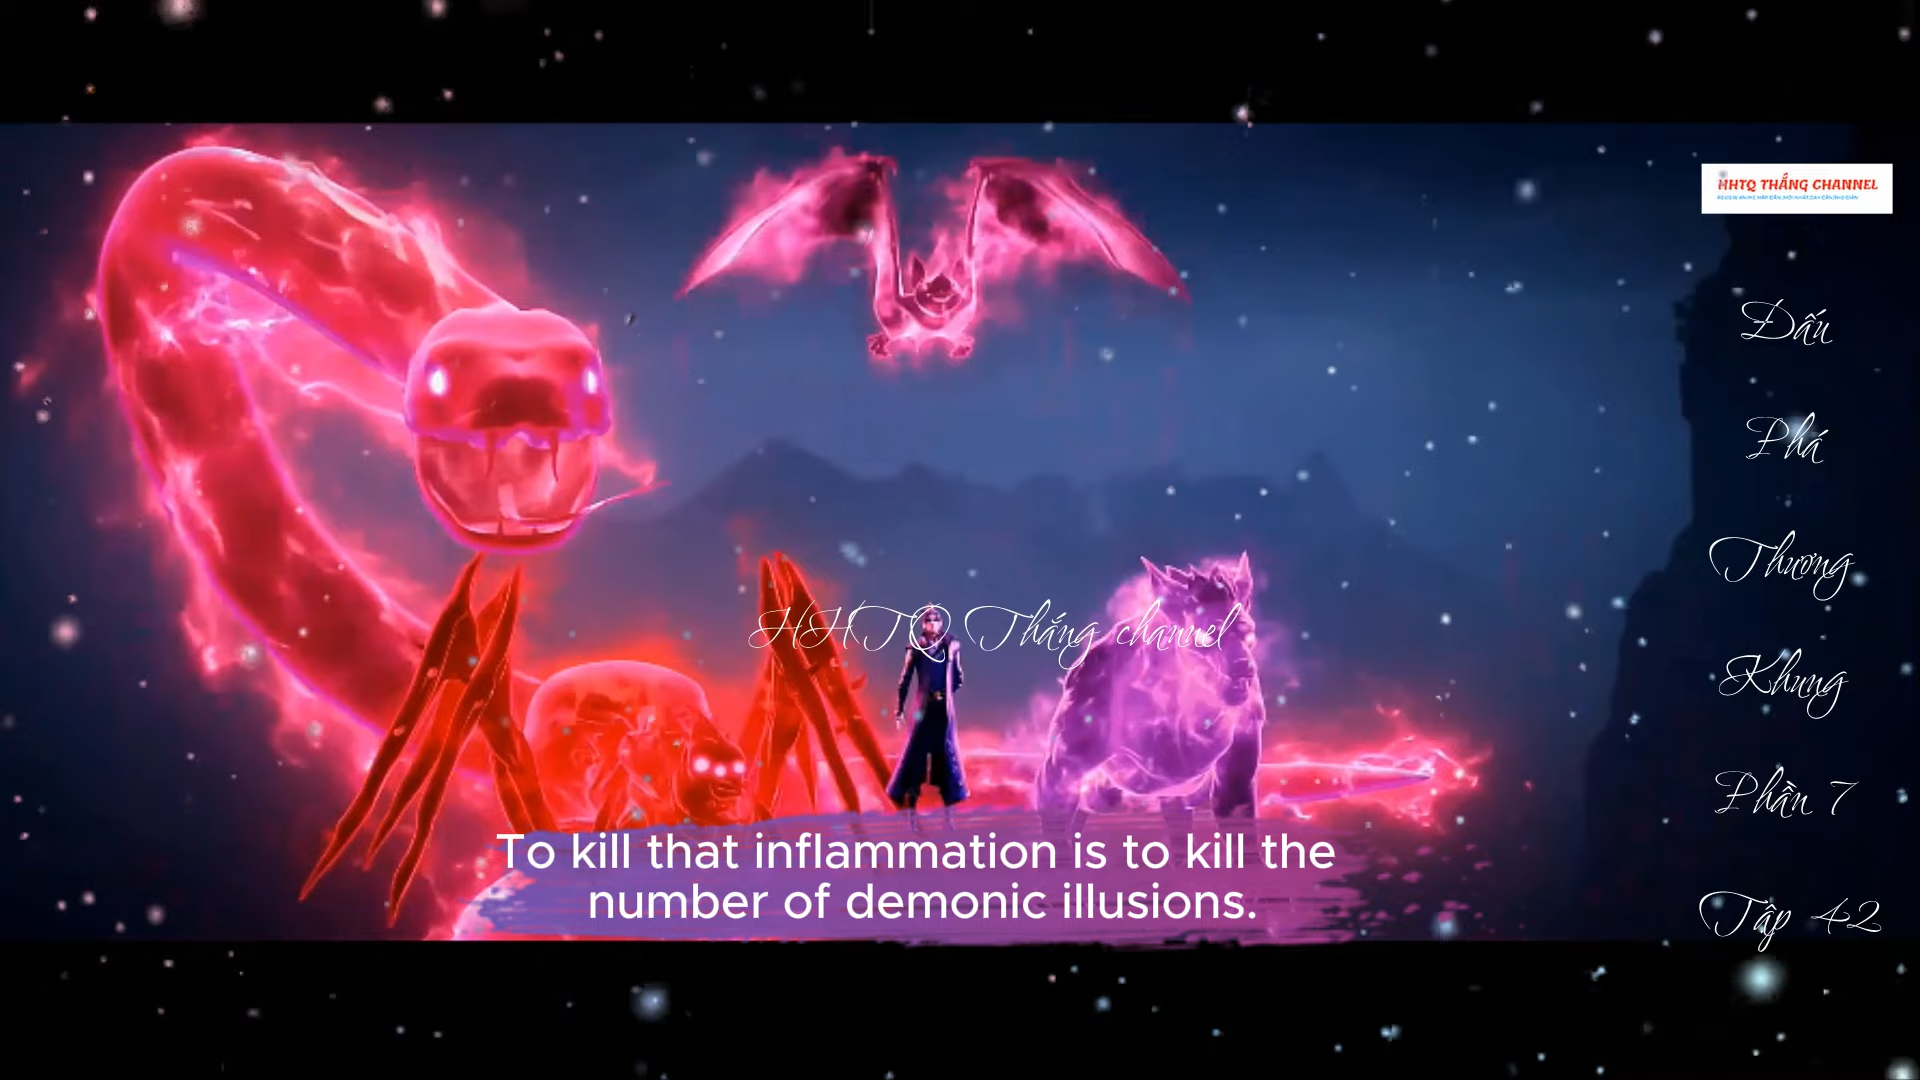 HHTQ THẮNG CHANNEL
Đấu
Phá
Thương
Khung
Phần 7
Tập 42
HHTQ Thắng channel
To kill that inflammation is to kill the
number of demonic illusions.